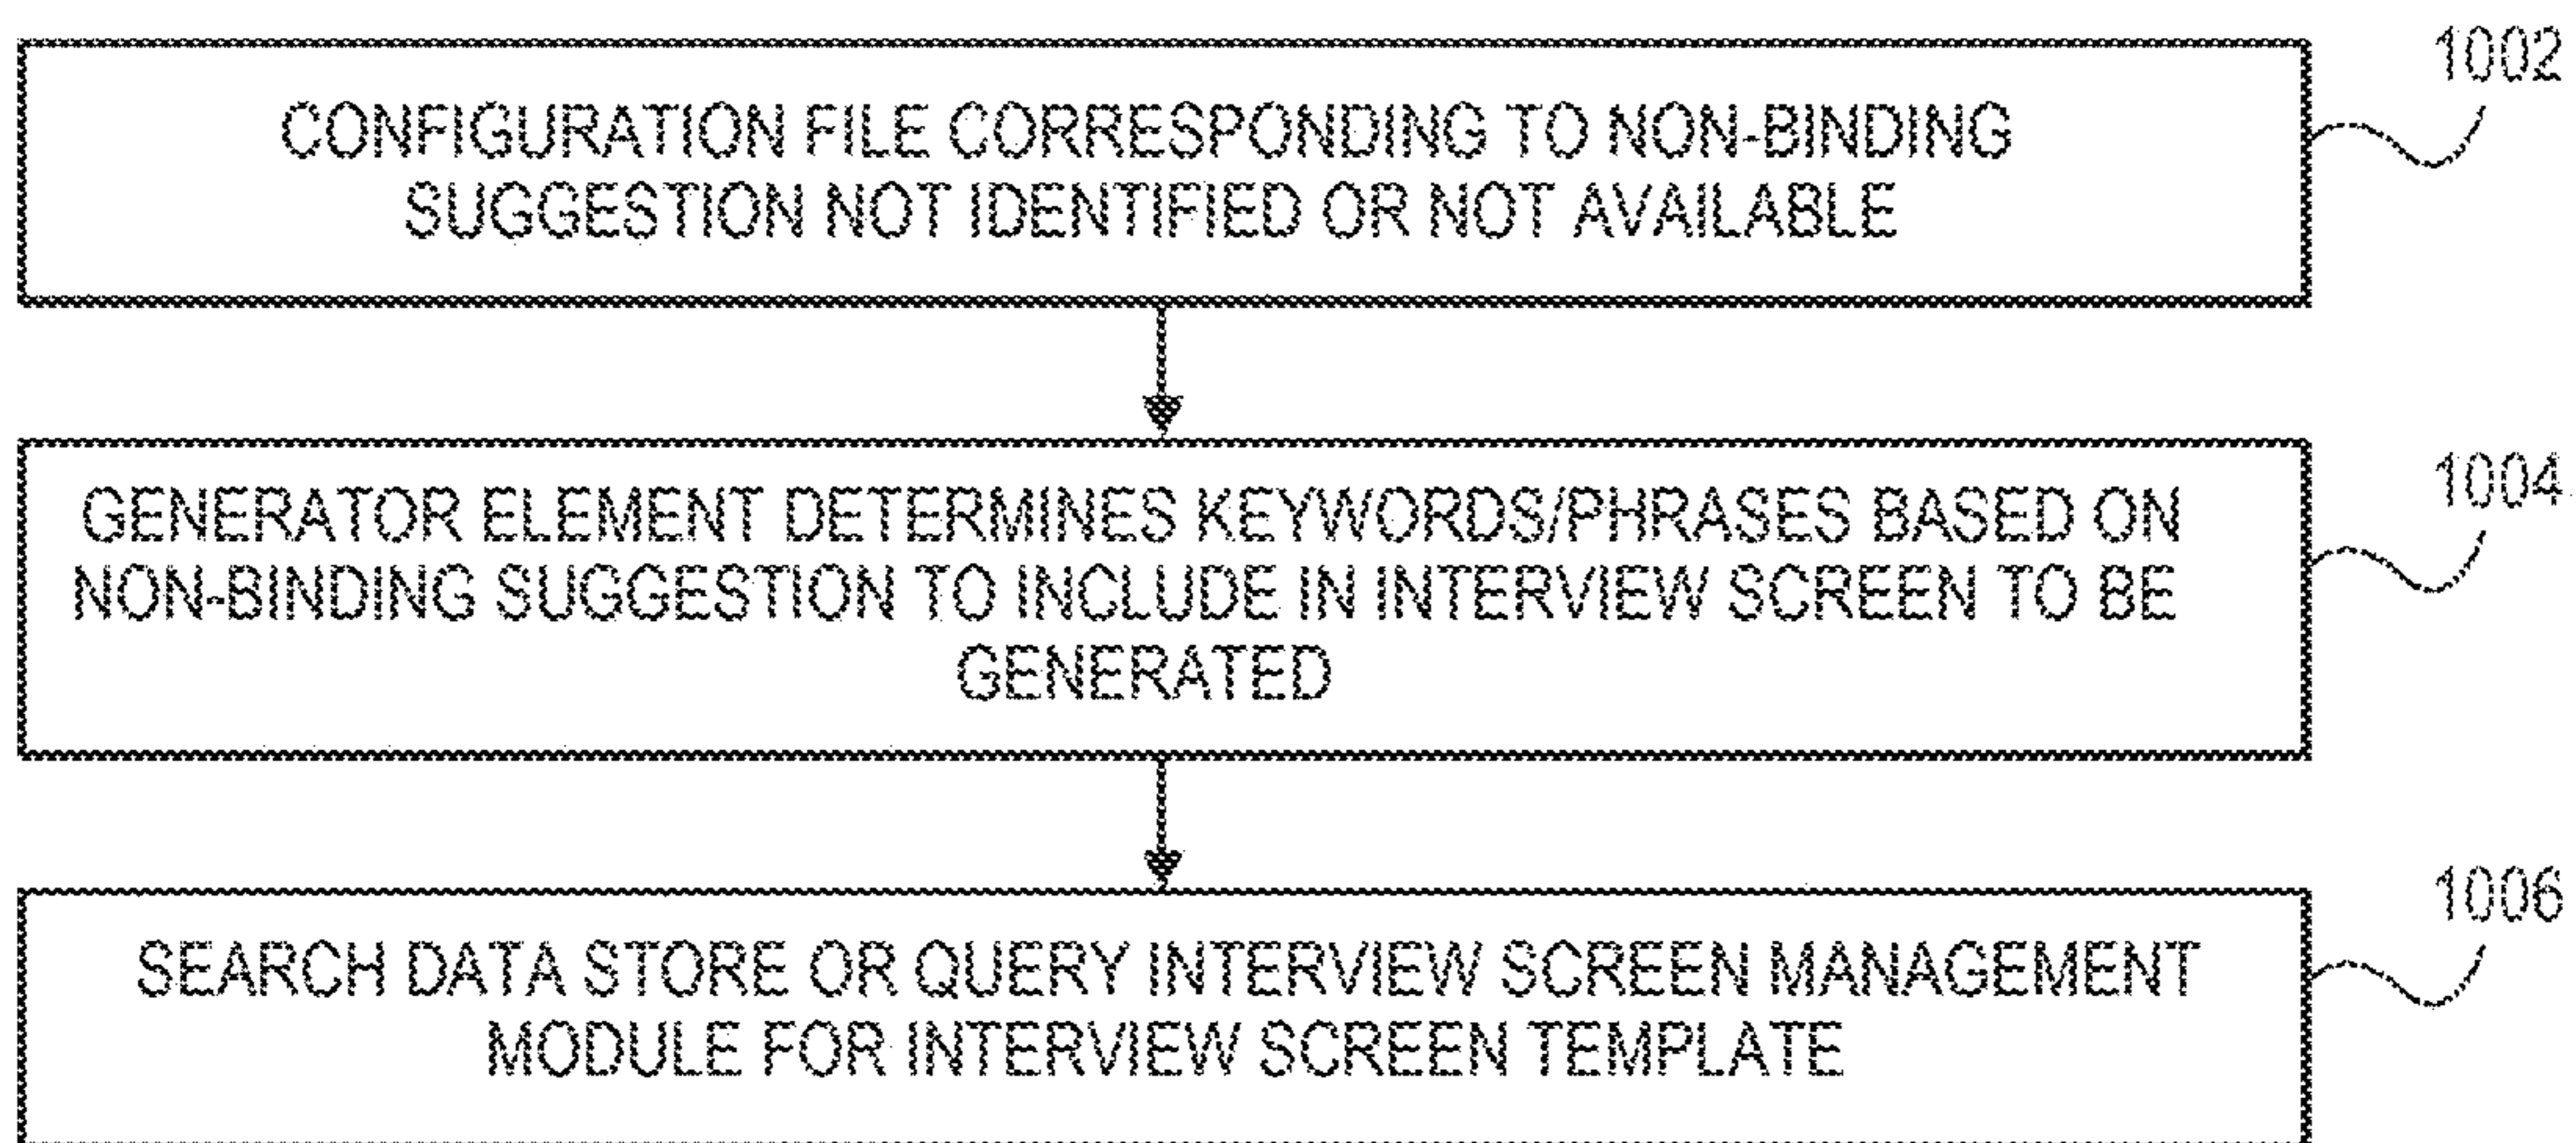 1002
CONFIGURATION FILE CORRESPONDING TO NON-BINDING
SUGGESTION NOT IDENTIFIED OR NOT AVAILABLE
1004
GENERATOR ELEMENT DETERMINES KEYWORDS/PHRASES BASED ON
NON-BINDING SUGGESTION TO INCLUDE IN INTERVIEW SCREEN TO BE
GENERATED
1006
SEARCH DATA STORE OR QUERY INTERVIEW SCREEN MANAGEMENT
MODULE FOR INTERVIEW SCREEN TEMPLATE